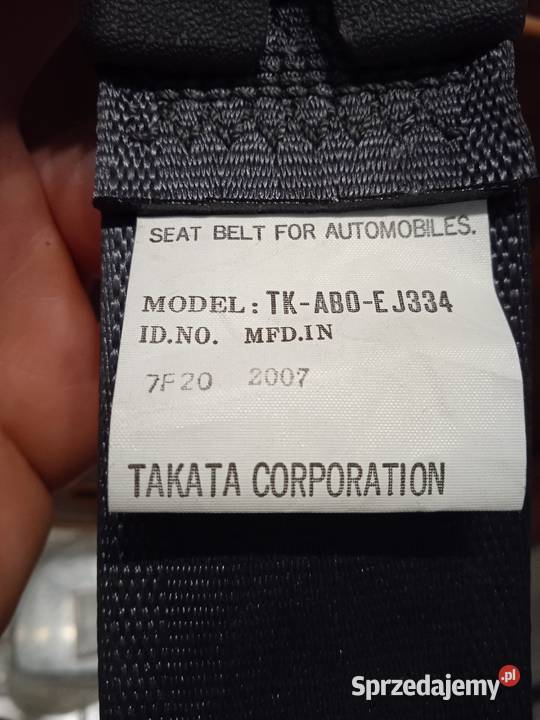 SEAT BELT FOR AUTOMOBILES.
MODEL: TK-AB0-EJ334
ID.NO. MFD.IN
7F20 2007
TAKATA CORPORATION
Sprzedajemy.pl